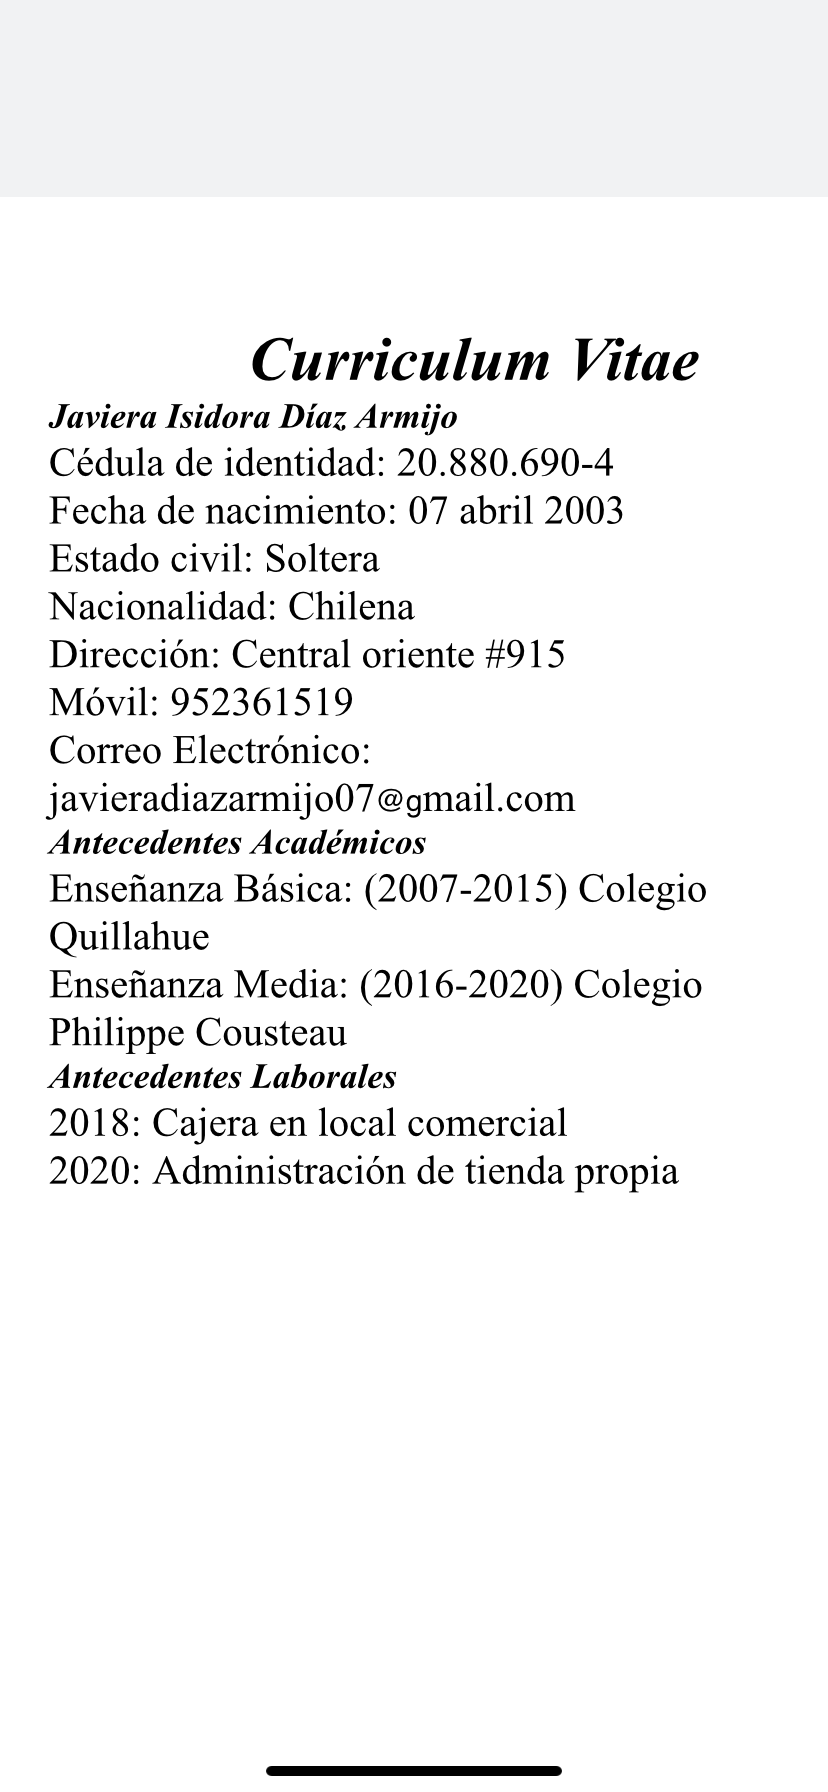 Curriculum Vitae
Javiera Isidora Díaz Armijo
Cédula de identidad: 20.880.690-4
Fecha de nacimiento: 07 abril 2003
Estado civil: Soltera
Nacionalidad: Chilena
Dirección: Central oriente #915
Móvil: 952361519
Correo Electrónico:
javieradiazarmijo07@gmail.com
Antecedentes Académicos
Enseñanza Básica: (2007-2015) Colegio
Quillahue
Enseñanza Media: (2016-2020) Colegio
Philippe Cousteau
Antecedentes Laborales
2018: Cajera en local comercial
2020: Administración de tienda propia